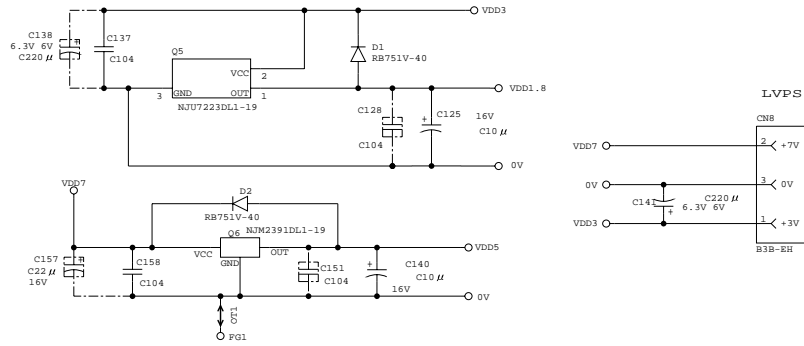 VDD3
C138
6.3V 6V
C220 μ
+
C137
C104
Q5
VCC
2
3
GND
OUT
1
NJU7223DL1-19
D1
RB751V-40
VDD1.8
C128
C104
+
C125
16V
C10 μ
0V
LVPS
CN8
VDD7
2
+7V
0V
3
0V
C141
C220 μ
6.3V 6V
+
VDD3
1
+3V
B3B-EH
VDD7
D2
RB751V-40
Q6
NJM2391DL1-19
VCC
OUT
GND
VDD5
C157
C22 μ
16V
+
C158
C104
C151
C104
+
C140
C10 μ
16V
0V
OT1
FG1